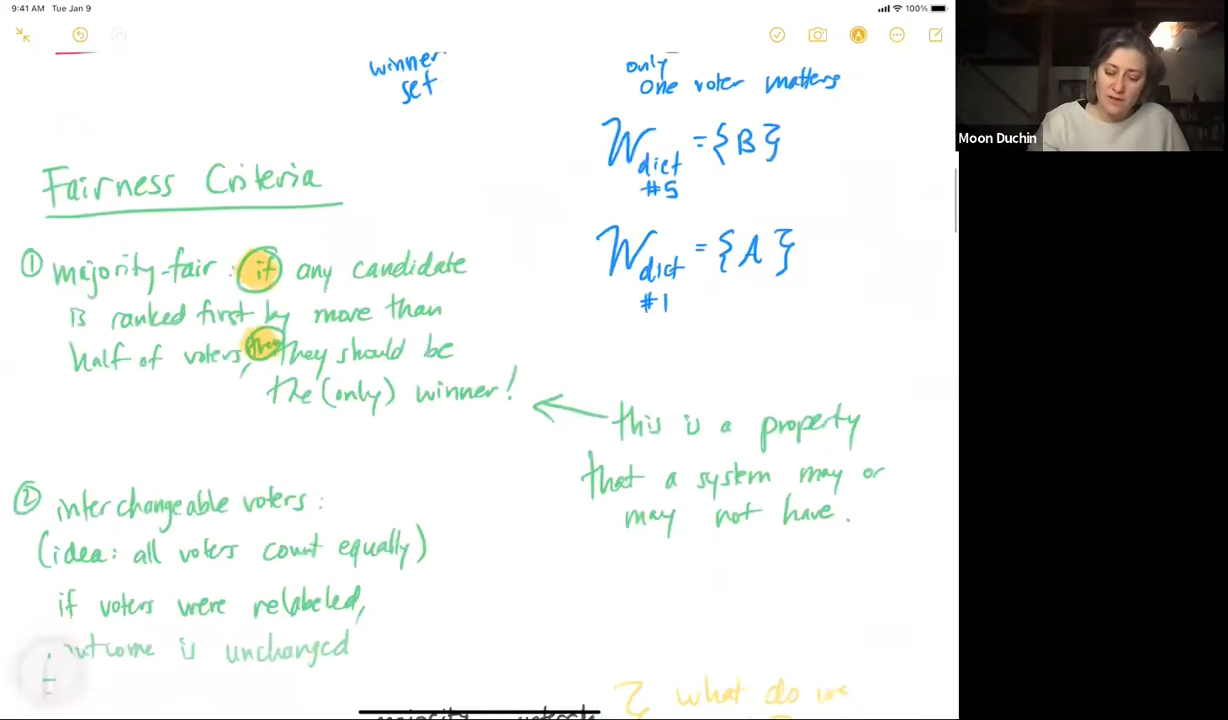 9:41 AM Tue Jan 9
100%
winner
set
only
one voter matters
W dict #5 = {B}
W dict #1 = {A}
Moon Duchin
Fairness Criteria
① majority-fair: if any candidate
is ranked first by more than
half of voters, then they should be
the (only) winner!
this is a property
that a system may or
may not have.
② interchangeable voters:
(idea: all voters count equally)
if voters were relabeled,
outcome is unchanged
what do we